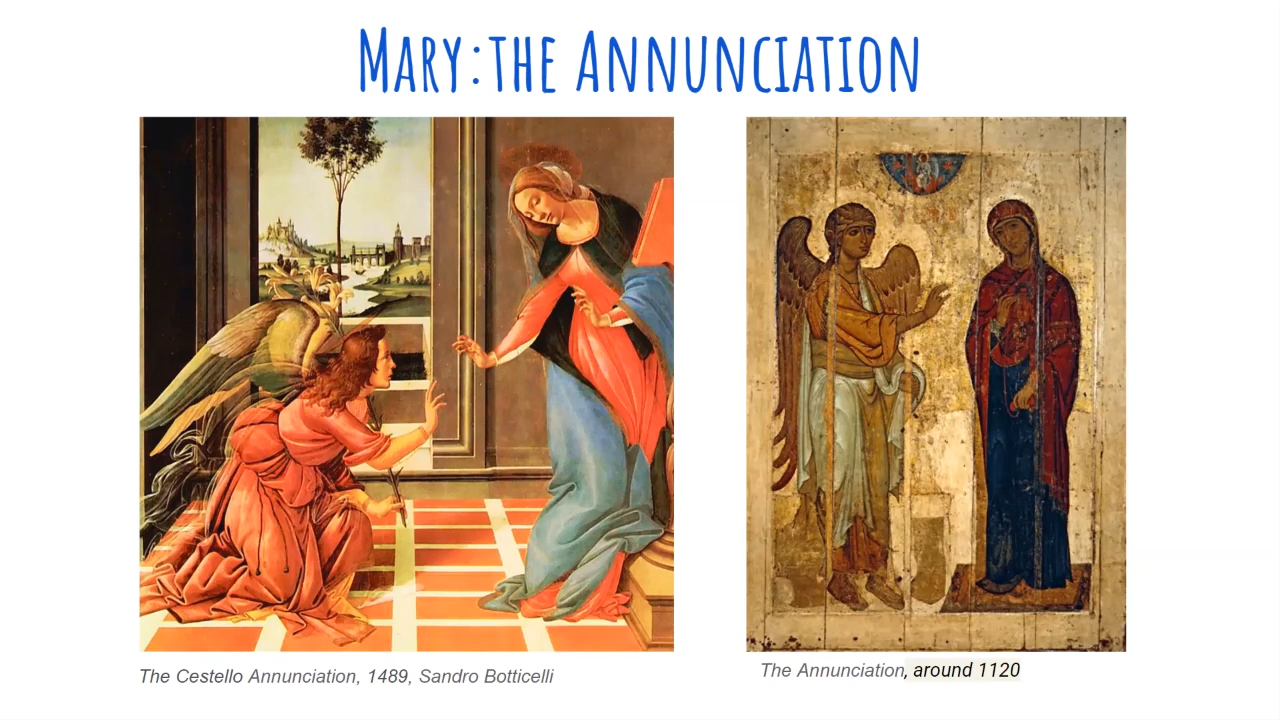 MARY: THE ANNUNCIATION
The Cestello Annunciation, 1489, Sandro Botticelli
The Annunciation, around 1120